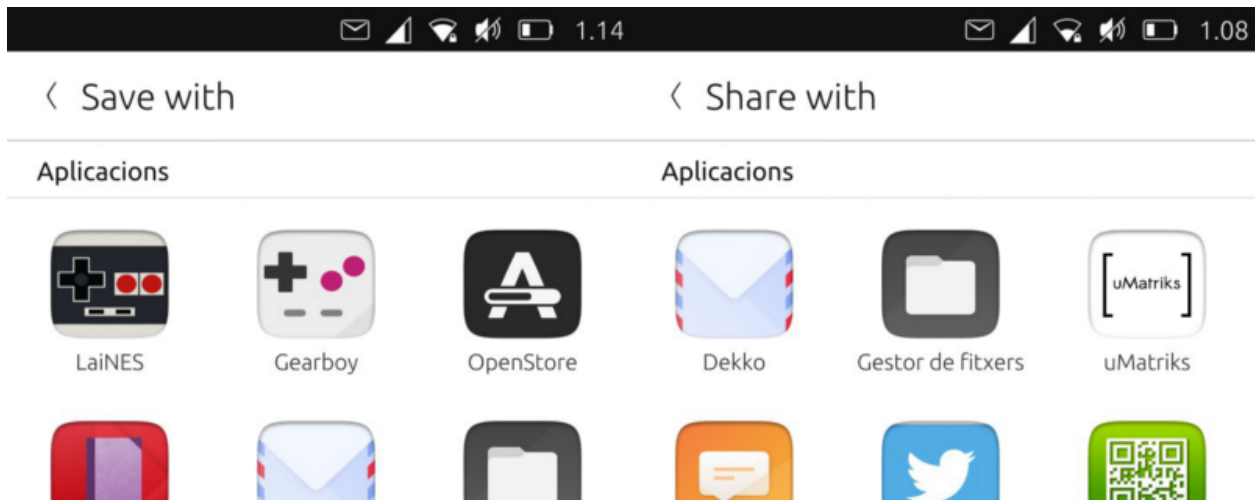 1.14
Save with
Aplicacions
LaiNES Gearboy OpenStore
1.08
Share with
Aplicacions
uMatriks
Dekko Gestor de fitxers uMatriks